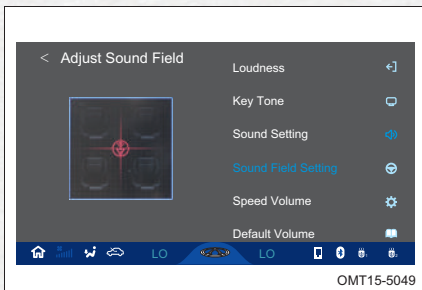 < Adjust Sound Field
Loudness
Key Tone
Sound Setting
Sound Field Setting
Speed Volume
Default Volume
LO LO
OMT15-5049